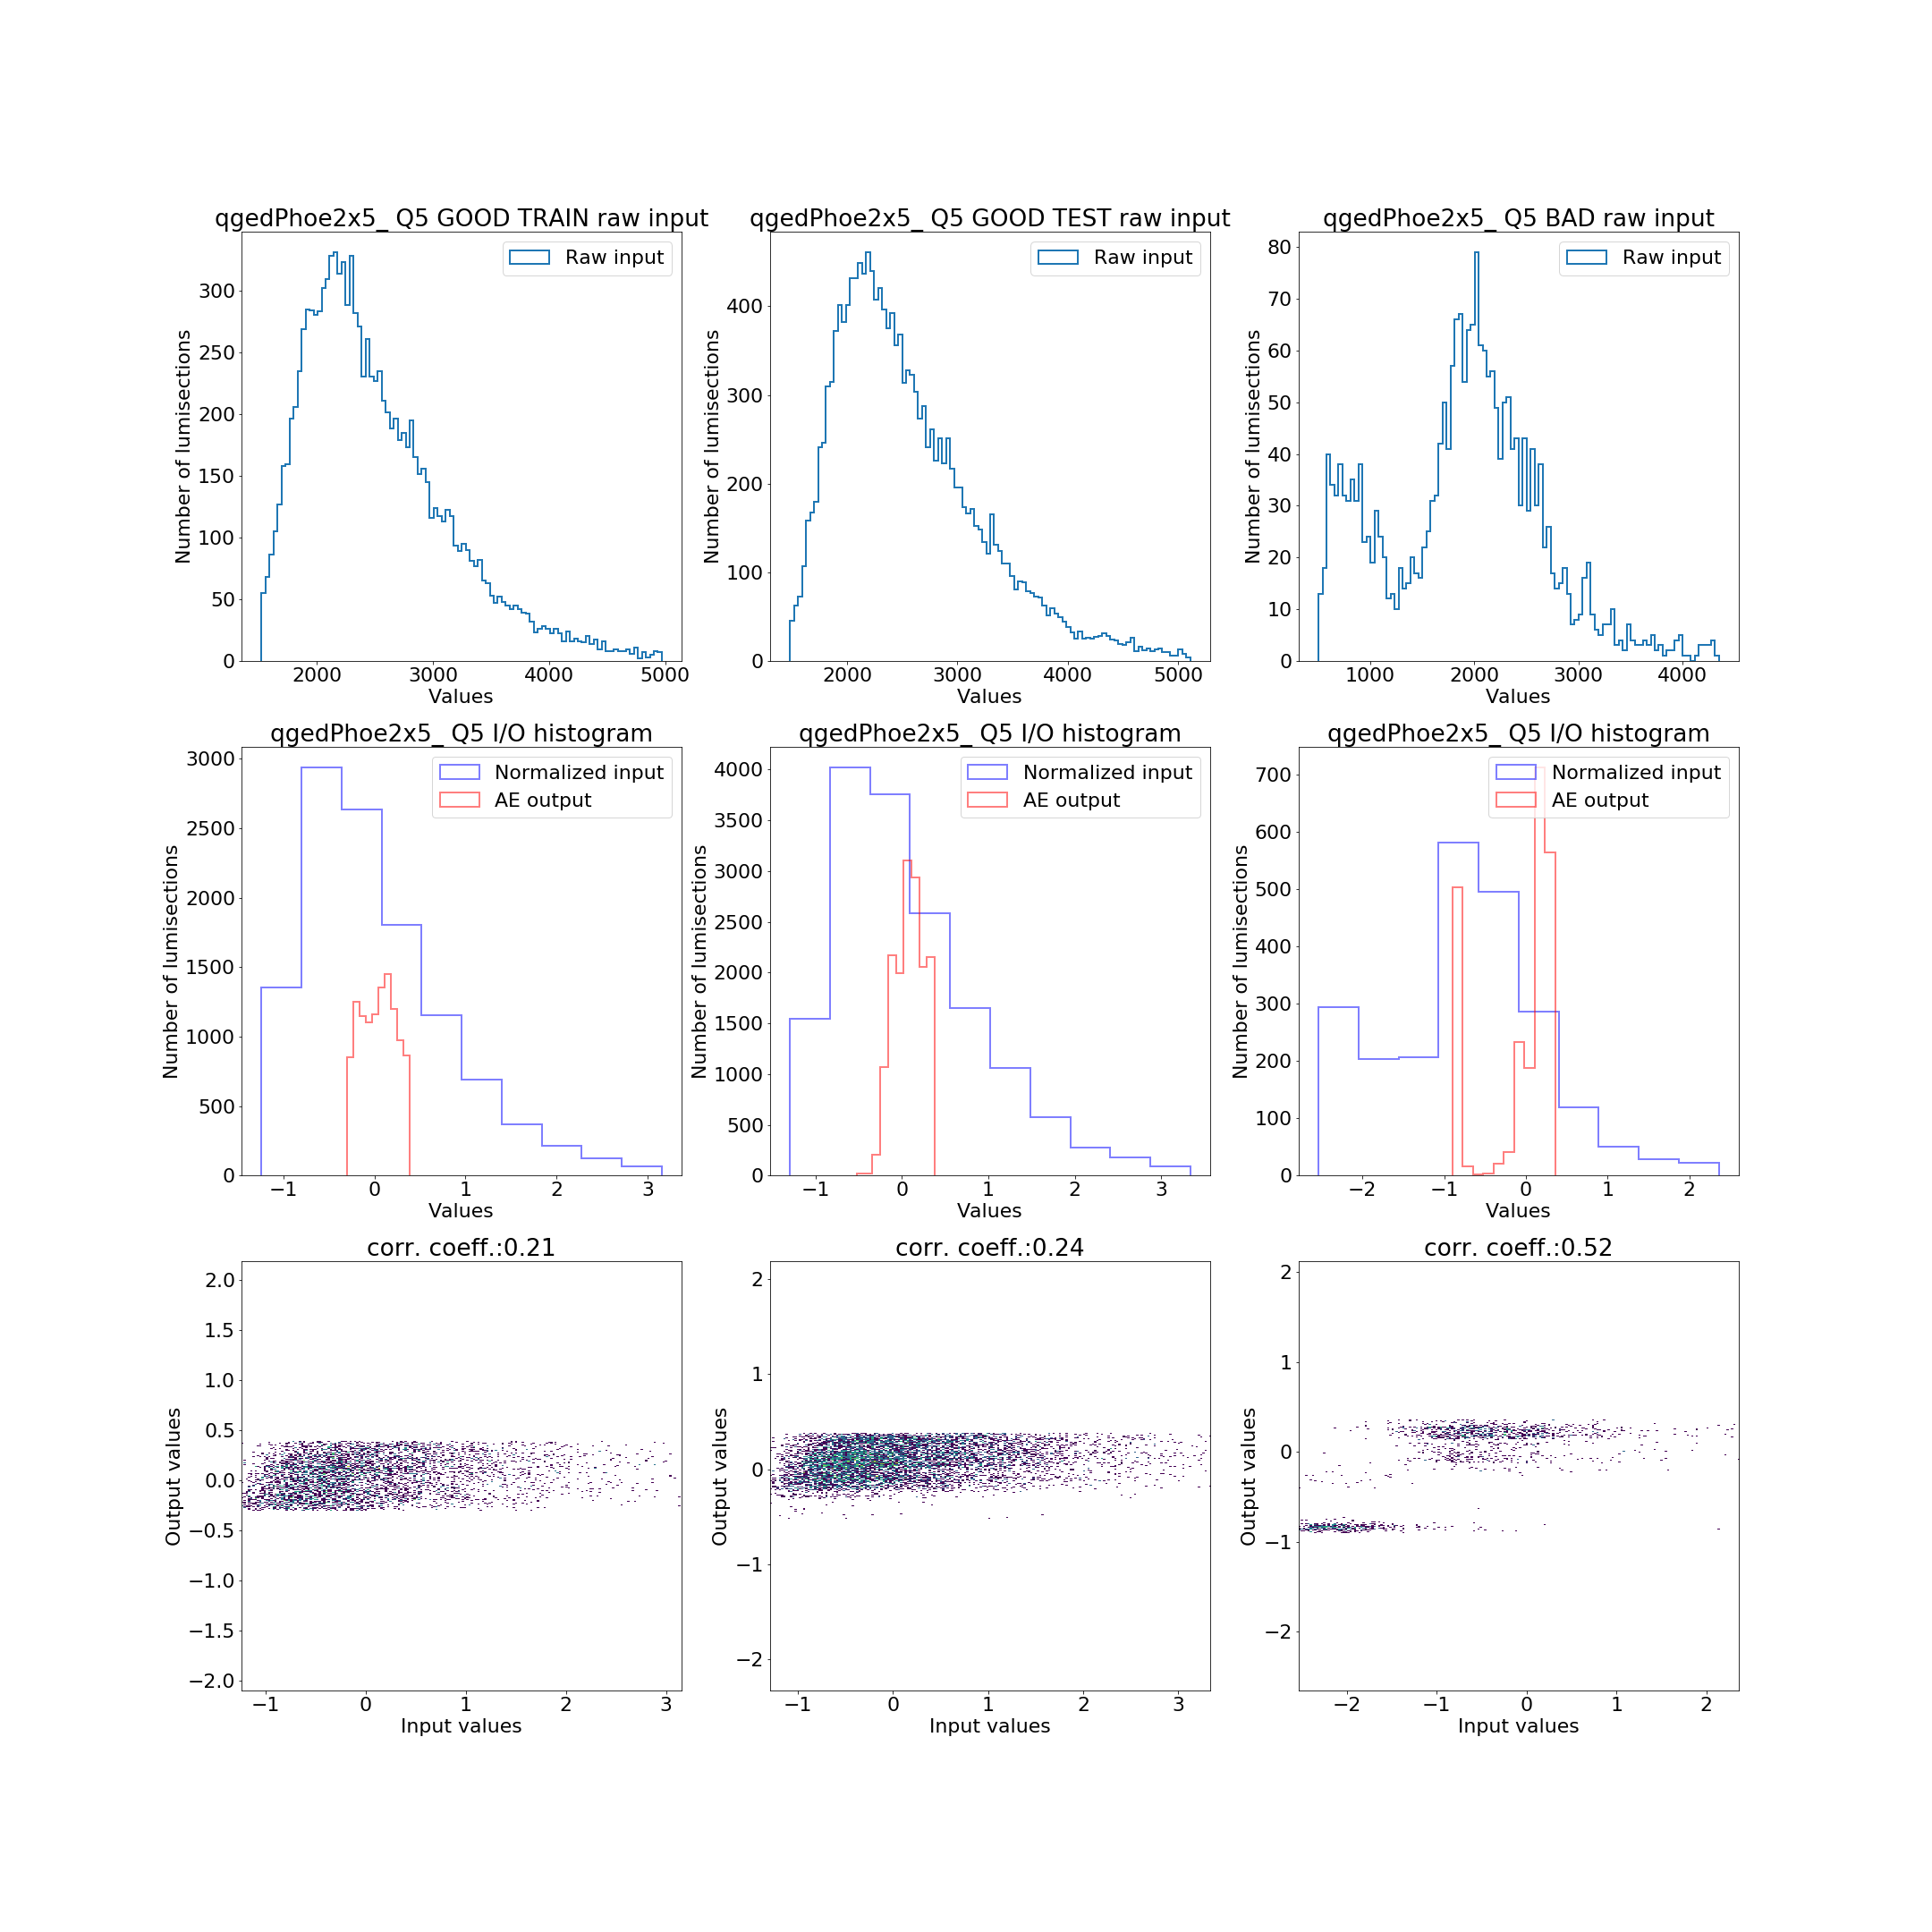 qgedPhoe2x5_ Q5 GOOD TRAIN raw input
Raw input
Number of lumisections
300
250
200
150
100
50
0
2000 3000 4000 5000
Values
qgedPhoe2x5_ Q5 GOOD TEST raw input
Raw input
Number of lumisections
400
300
200
100
0
2000 3000 4000 5000
Values
qgedPhoe2x5_ Q5 BAD raw input
Raw input
Number of lumisections
80
70
60
50
40
30
20
10
0
1000 2000 3000 4000
Values
qgedPhoe2x5_ Q5 I/O histogram
Normalized input
AE output
Number of lumisections
3000
2500
2000
1500
1000
500
0
−1 0 1 2 3
Values
qgedPhoe2x5_ Q5 I/O histogram
Normalized input
AE output
Number of lumisections
4000
3500
3000
2500
2000
1500
1000
500
0
−1 0 1 2 3
Values
qgedPhoe2x5_ Q5 I/O histogram
Normalized input
AE output
Number of lumisections
700
600
500
400
300
200
100
0
−2 −1 0 1 2
Values
corr. coeff.:0.21
Output values
2.0
1.5
1.0
0.5
0.0
−0.5
−1.0
−1.5
−2.0
−1 0 1 2 3
Input values
corr. coeff.:0.24
Output values
2
1
0
−1
−2
−1 0 1 2 3
Input values
corr. coeff.:0.52
Output values
2
1
0
−1
−2
−2 −1 0 1 2
Input values